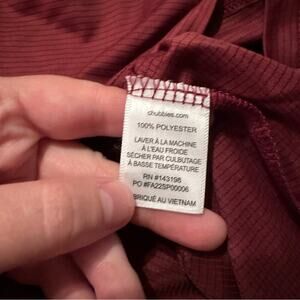 chubbies.com
100% POLYESTER
LAVER À LA MACHINE
À L'EAU FROIDE
SÉCHER PAR CULBUTAGE
À BASSE TEMPÉRATURE
RN #143198
PO #FA22SP00006
BRIQUÉ AU VIETNAM